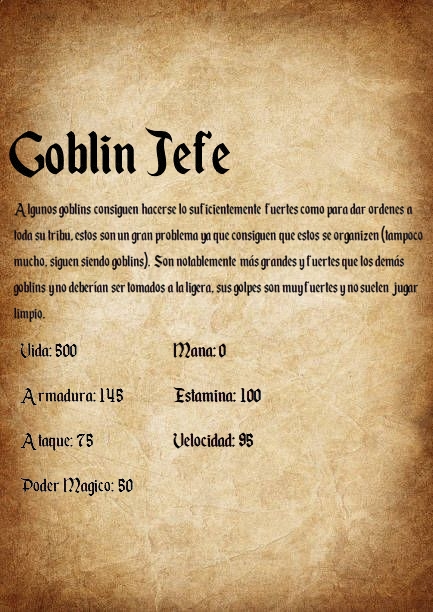 Goblin Jefe
Algunos goblins consiguen hacerse lo suficientemente fuertes como para dar ordenes a
toda su tribu, estos son un gran problema ya que consiguen que estos se organizen (tampoco
mucho, siguen siendo goblins). Son notablemente más grandes y fuertes que los demás
goblins y no deberían ser tomados a la ligera, sus golpes son muy fuertes y no suelen jugar
limpio.
Vida: 500 Mana: 0
Armadura: 145 Estamina: 100
Ataque: 75 Velocidad: 95
Poder Magico: 50